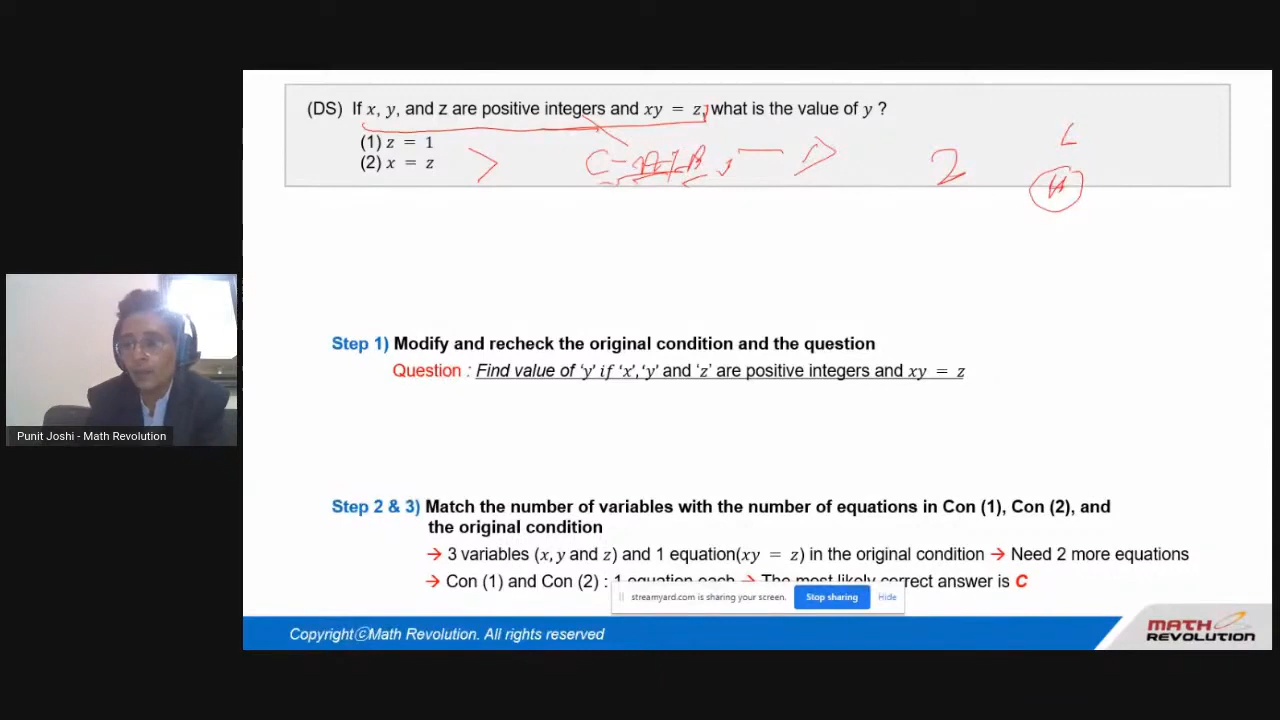 (DS) If x, y, and z are positive integers and xy = z, what is the value of y ?
(1) z = 1
(2) x = z
C
2
Step 1) Modify and recheck the original condition and the question
Question : Find value of ‘y’ if ‘x’, ‘y’ and ‘z’ are positive integers and xy = z
Punit Joshi - Math Revolution
Step 2 & 3) Match the number of variables with the number of equations in Con (1), Con (2), and
the original condition
→ 3 variables (x, y and z) and 1 equation(xy = z) in the original condition → Need 2 more equations
→ Con (1) and Con (2) : 1 equation each → The most likely correct answer is C
streamyard.com is sharing your screen. Stop sharing Hide
CopyrightⓒMath Revolution. All rights reserved
MATH
REVOLUTION